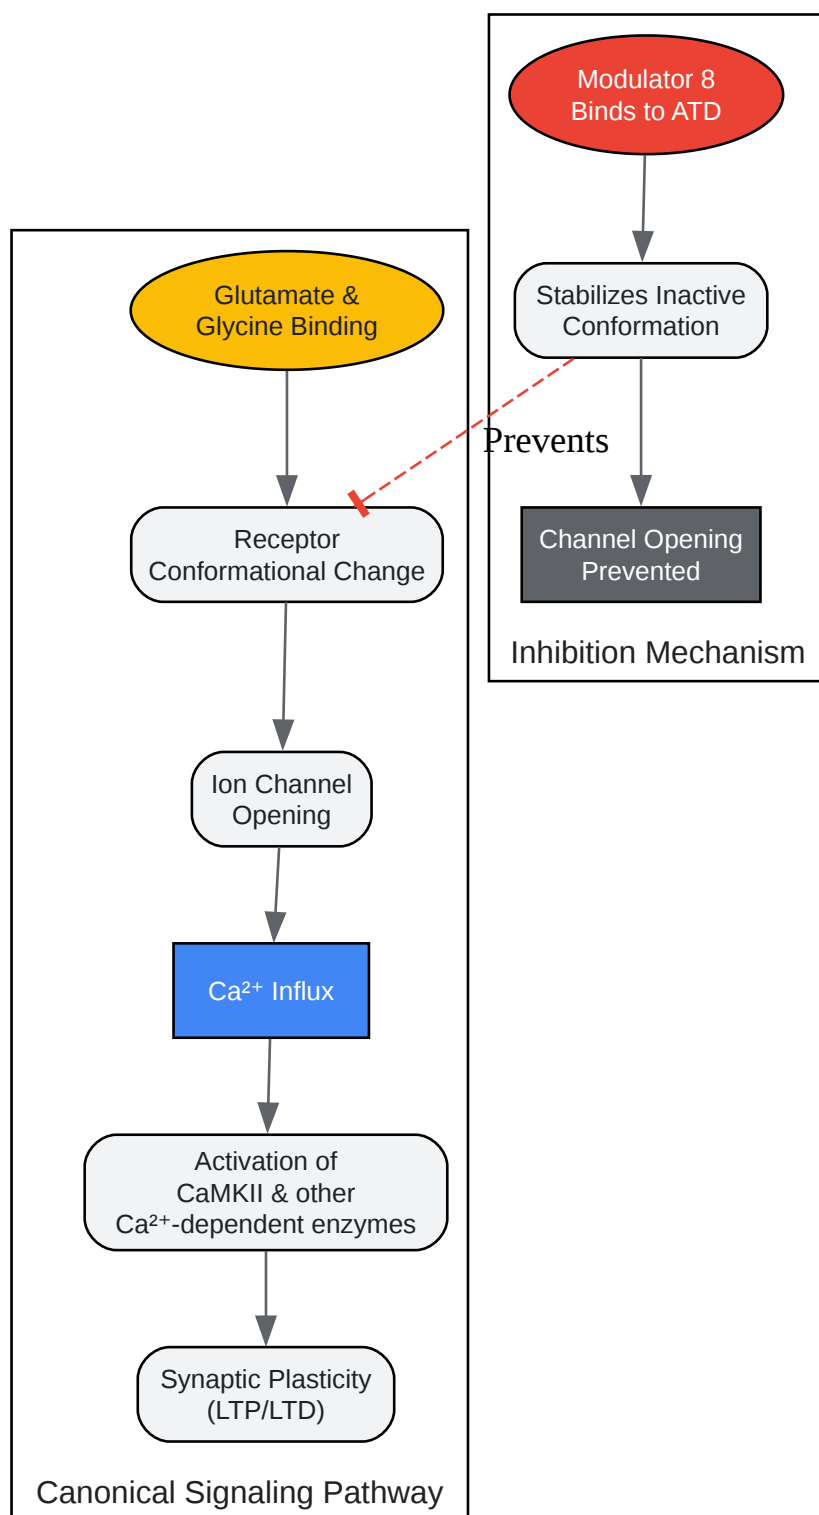 Modulator 8
Binds to ATD
Glutamate &
Glycine Binding
Stabilizes Inactive
Conformation
Prevents
Receptor
Conformational Change
Channel Opening
Prevented
Inhibition Mechanism
Ion Channel
Opening
Ca²⁺ Influx
Activation of
CaMKII & other
Ca²⁺-dependent enzymes
Synaptic Plasticity
(LTP/LTD)
Canonical Signaling Pathway